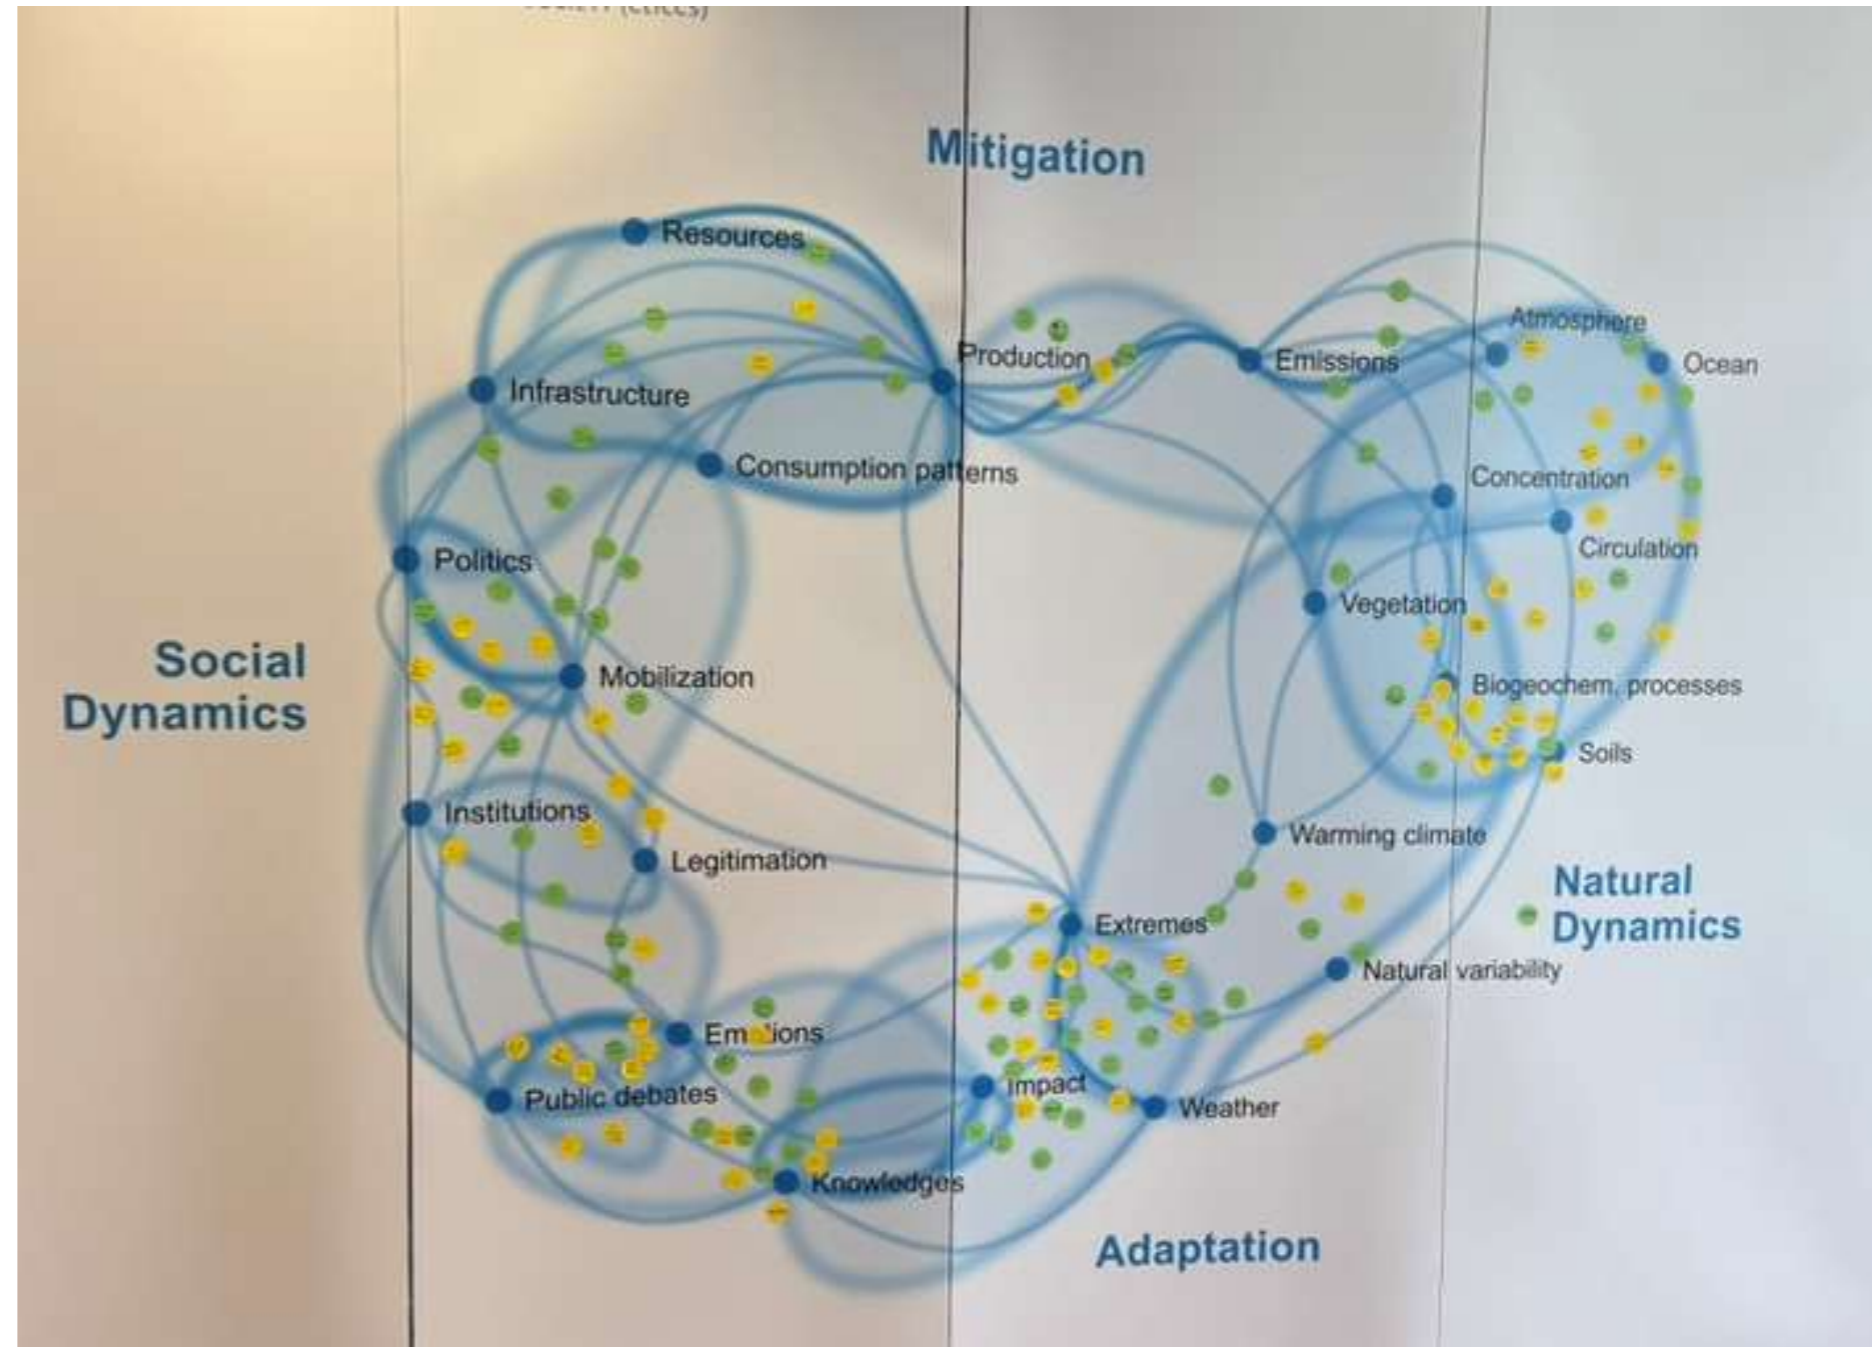 Mitigation
Resources
Atmosphere
Production
Emissions
Ocean
Infrastructure
Consumption patterns
Concentration
Circulation
Politics
Vegetation
Social
Dynamics
Mobilization
Biogeochem. processes
Soils
Institutions
Legitimation
Warming climate
Natural
Dynamics
Extremes
Natural variability
Emotions
Public debates
Impact
Weather
Knowledges
Adaptation